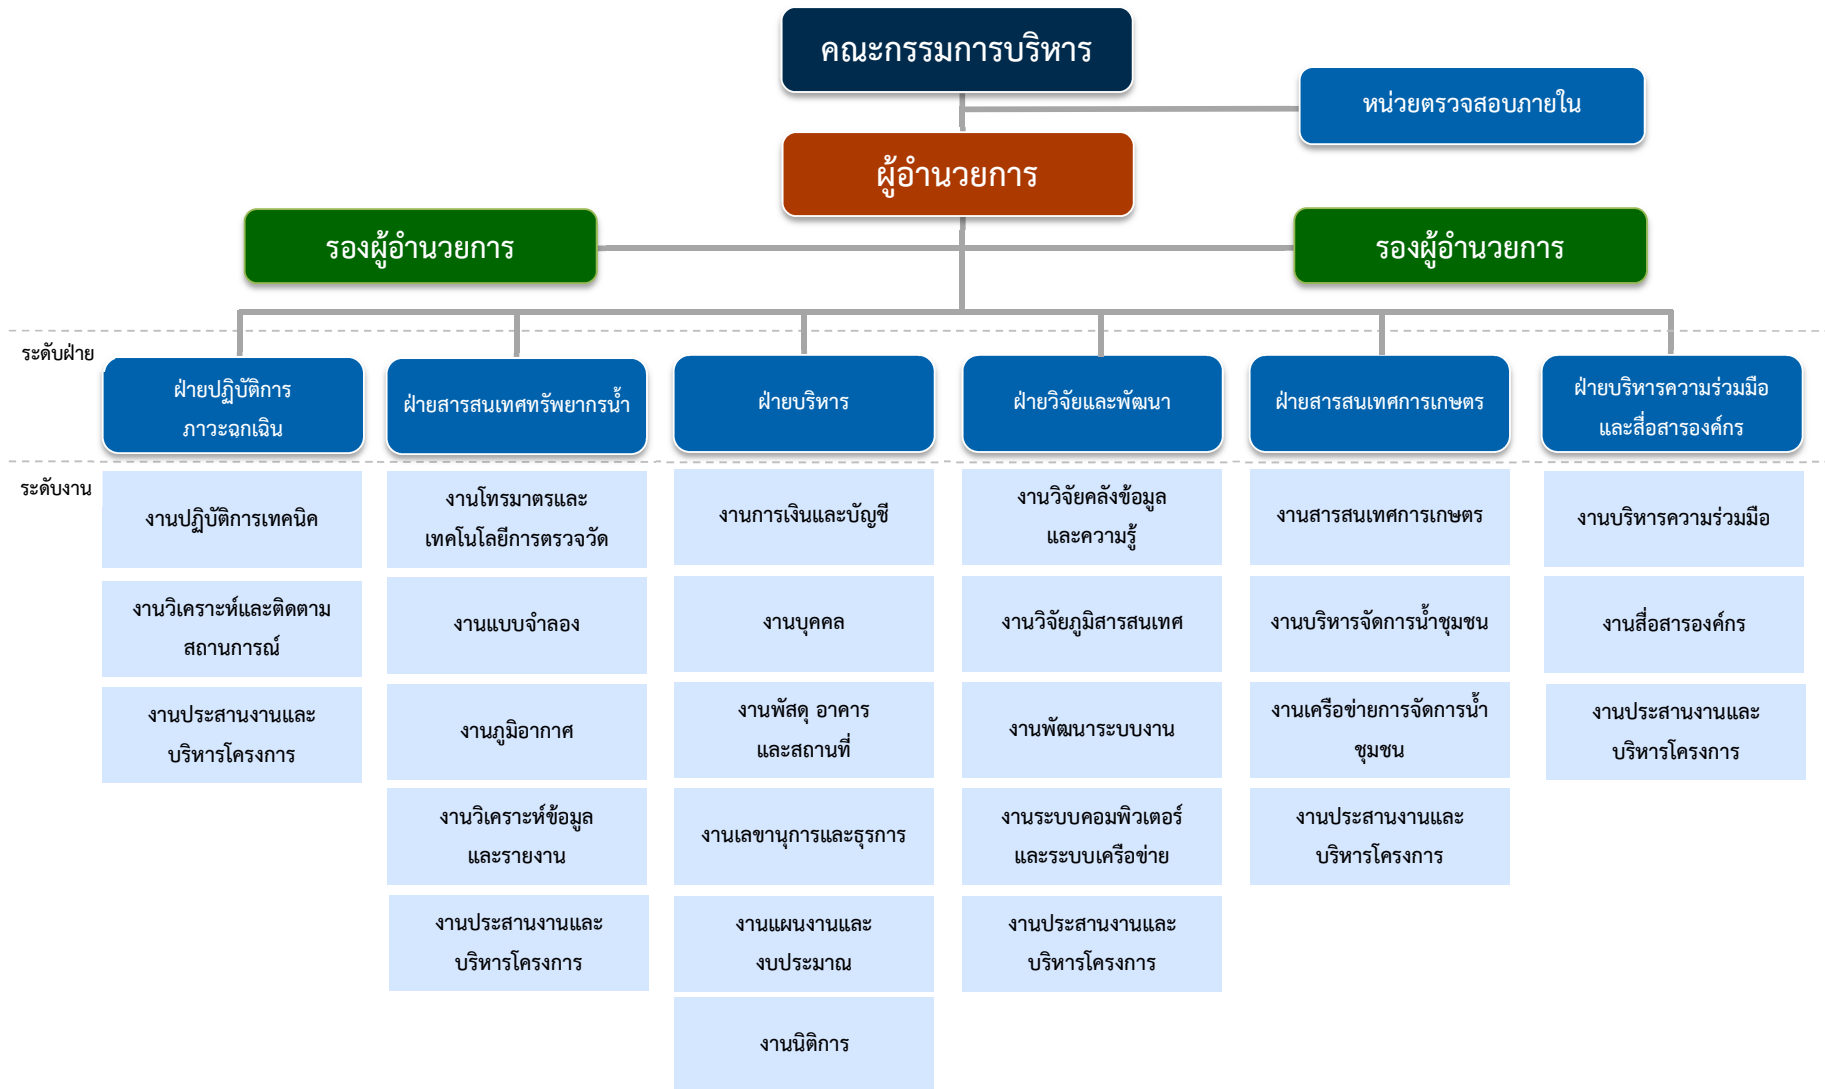 คณะกรรมการบริหาร
หน่วยตรวจสอบภายใน
ผู้อำนวยการ
รองผู้อำนวยการ
รองผู้อำนวยการ
ระดับฝ่าย
ฝ่ายปฏิบัติการ
ภาวะฉุกเฉิน
ฝ่ายสารสนเทศทรัพยากรน้ำ
ฝ่ายบริหาร
ฝ่ายวิจัยและพัฒนา
ฝ่ายสารสนเทศการเกษตร
ฝ่ายบริหารความร่วมมือ
และสื่อสารองค์กร
ระดับงาน
งานปฏิบัติการเทคนิค
งานวิเคราะห์และติดตาม
สถานการณ์
งานประสานงานและ
บริหารโครงการ
งานโทรมาตรและ
เทคโนโลยีการตรวจวัด
งานแบบจำลอง
งานภูมิอากาศ
งานวิเคราะห์ข้อมูล
และรายงาน
งานประสานงานและ
บริหารโครงการ
งานการเงินและบัญชี
งานบุคคล
งานพัสดุ อาคาร
และสถานที่
งานเลขานุการและธุรการ
งานแผนงานและ
งบประมาณ
งานนิติการ
งานวิจัยคลังข้อมูล
และความรู้
งานวิจัยภูมิสารสนเทศ
งานพัฒนาระบบงาน
งานระบบคอมพิวเตอร์
และระบบเครือข่าย
งานประสานงานและ
บริหารโครงการ
งานสารสนเทศการเกษตร
งานบริหารจัดการน้ำชุมชน
งานเครือข่ายการจัดการน้ำ
ชุมชน
งานประสานงานและ
บริหารโครงการ
งานบริหารความร่วมมือ
งานสื่อสารองค์กร
งานประสานงานและ
บริหารโครงการ